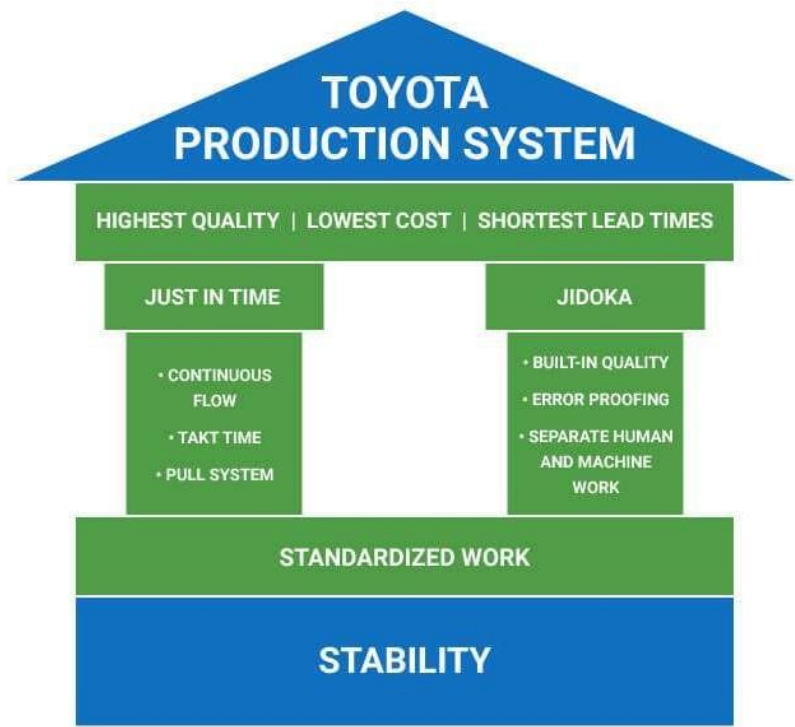 TOYOTA
PRODUCTION SYSTEM
HIGHEST QUALITY | LOWEST COST | SHORTEST LEAD TIMES
JUST IN TIME
• CONTINUOUS
FLOW
• TAKT TIME
• PULL SYSTEM
JIDOKA
• BUILT-IN QUALITY
• ERROR PROOFING
• SEPARATE HUMAN
AND MACHINE
WORK
STANDARDIZED WORK
STABILITY